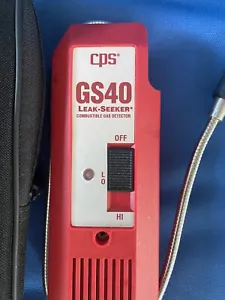 cps®
GS40
LEAK-SEEKER®
COMBUSTIBLE GAS DETECTOR
OFF
LO
HI